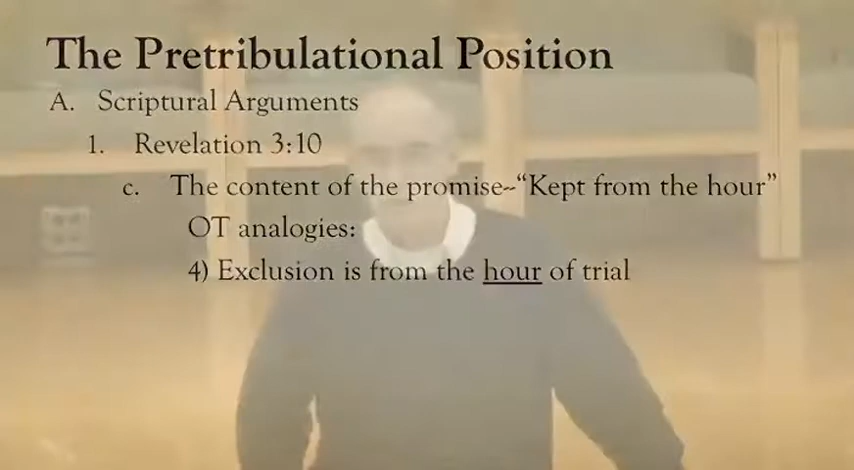 The Pretribulational Position
A. Scriptural Arguments
1. Revelation 3:10
c. The content of the promise--“Kept from the hour”
OT analogies:
4) Exclusion is from the hour of trial